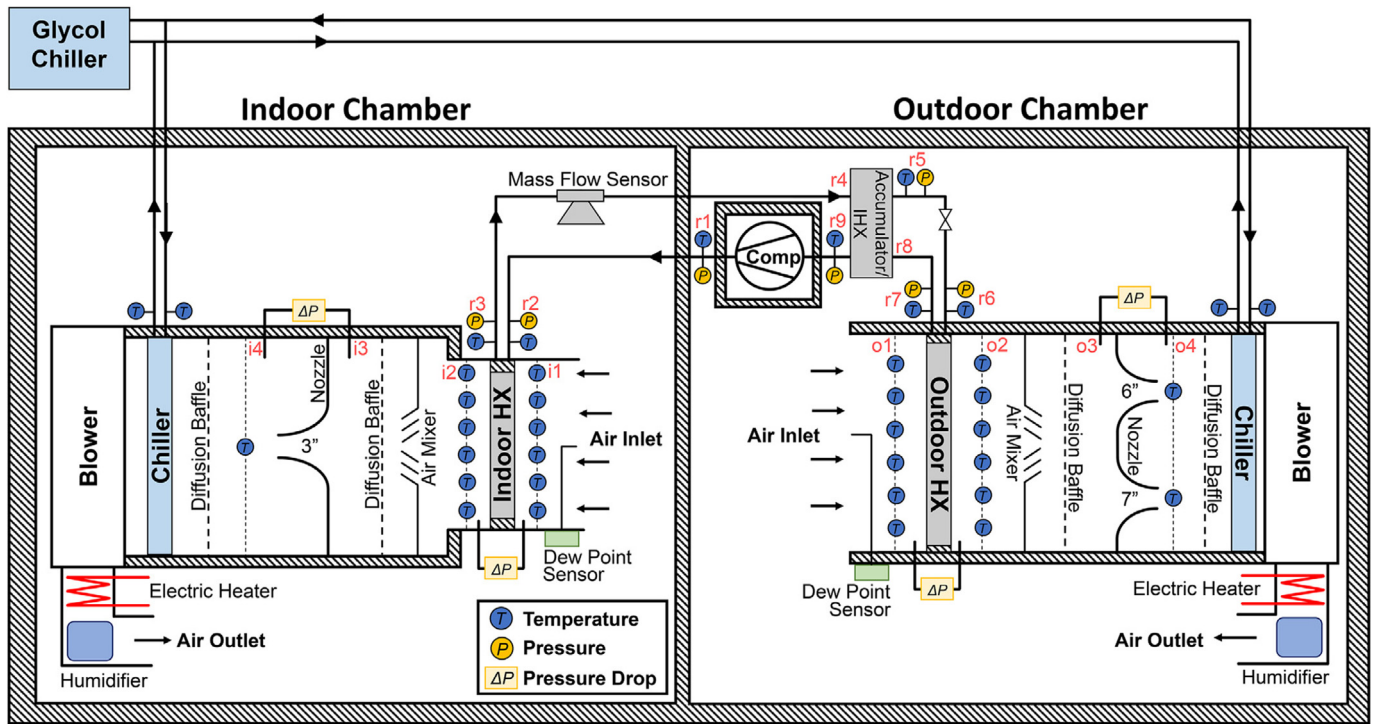 Glycol
Chiller
Indoor Chamber
Outdoor Chamber
Mass Flow Sensor
r4
r5
T
P
Accumulator/
IHX
r1
T
P
Comp
r9
T
P
r8
ΔP
r3
r2
P
P
T
T
T
T
i4
i3
Blower
Chiller
Diffusion Baffle
T
Nozzle
3”
Diffusion Baffle
Air Mixer
i2
T
T
T
T
T
T
Indoor HX
i1
T
T
T
T
T
T
Air Inlet
ΔP
Dew Point
Sensor
Electric Heater
Air Outlet
Humidifier
T
Temperature
P
Pressure
ΔP
Pressure Drop
P
P
r7
T
T
r6
ΔP
T
T
o1
T
T
T
T
T
T
Outdoor HX
o2
T
T
T
T
T
T
o3
o4
Air Inlet
Air Mixer
Diffusion Baffle
6”
Nozzle
7”
T
T
Diffusion Baffle
Chiller
Blower
ΔP
Dew Point
Sensor
Electric Heater
Air Outlet
Humidifier